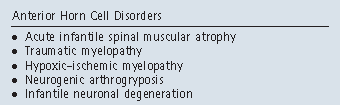 Anterior Horn Cell Disorders
• Acute infantile spinal muscular atrophy
• Traumatic myelopathy
• Hypoxic–ischemic myelopathy
• Neurogenic arthrogryposis
• Infantile neuronal degeneration